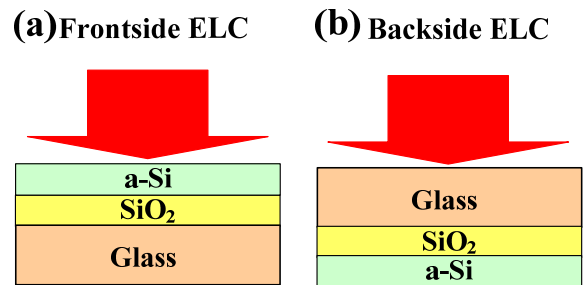 (a) Frontside ELC
a-Si
SiO₂
Glass
(b) Backside ELC
Glass
SiO₂
a-Si